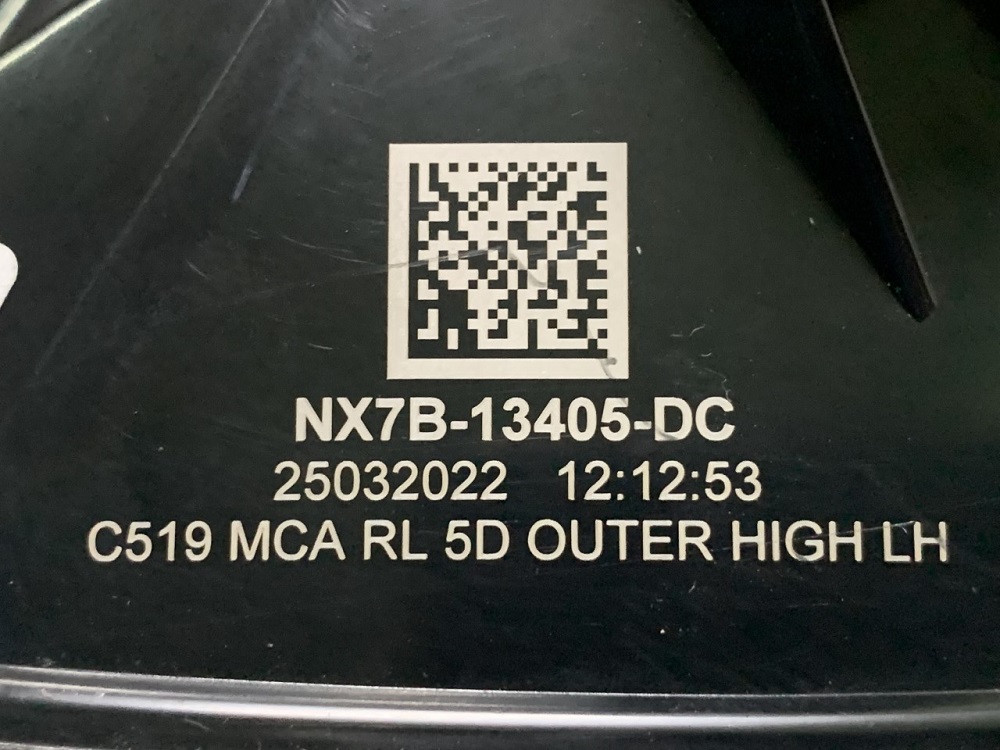 NX7B-13405-DC
25032022 12:12:53
C519 MCA RL 5D OUTER HIGH LH